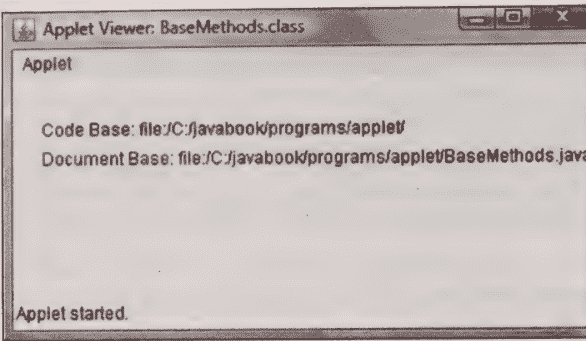 Applet Viewer: BaseMethods.class
Applet
Code Base: file:/C:/javabook/programs/applet/
Document Base: file:/C:/javabook/programs/applet/BaseMethods.java
Applet started.